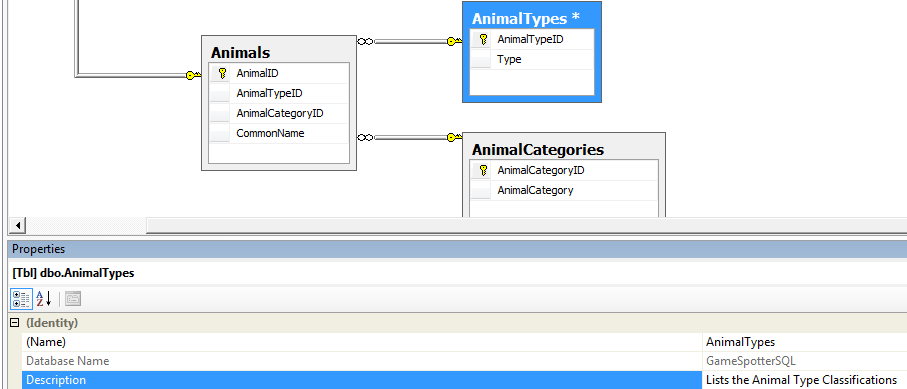 AnimalTypes *
AnimalTypeID
Type
Animals
AnimalID
AnimalTypeID
AnimalCategoryID
CommonName
AnimalCategories
AnimalCategoryID
AnimalCategory
Properties
[Tbl] dbo.AnimalTypes
(Identity)
(Name) AnimalTypes
Database Name GameSpotterSQL
Description Lists the Animal Type Classifications